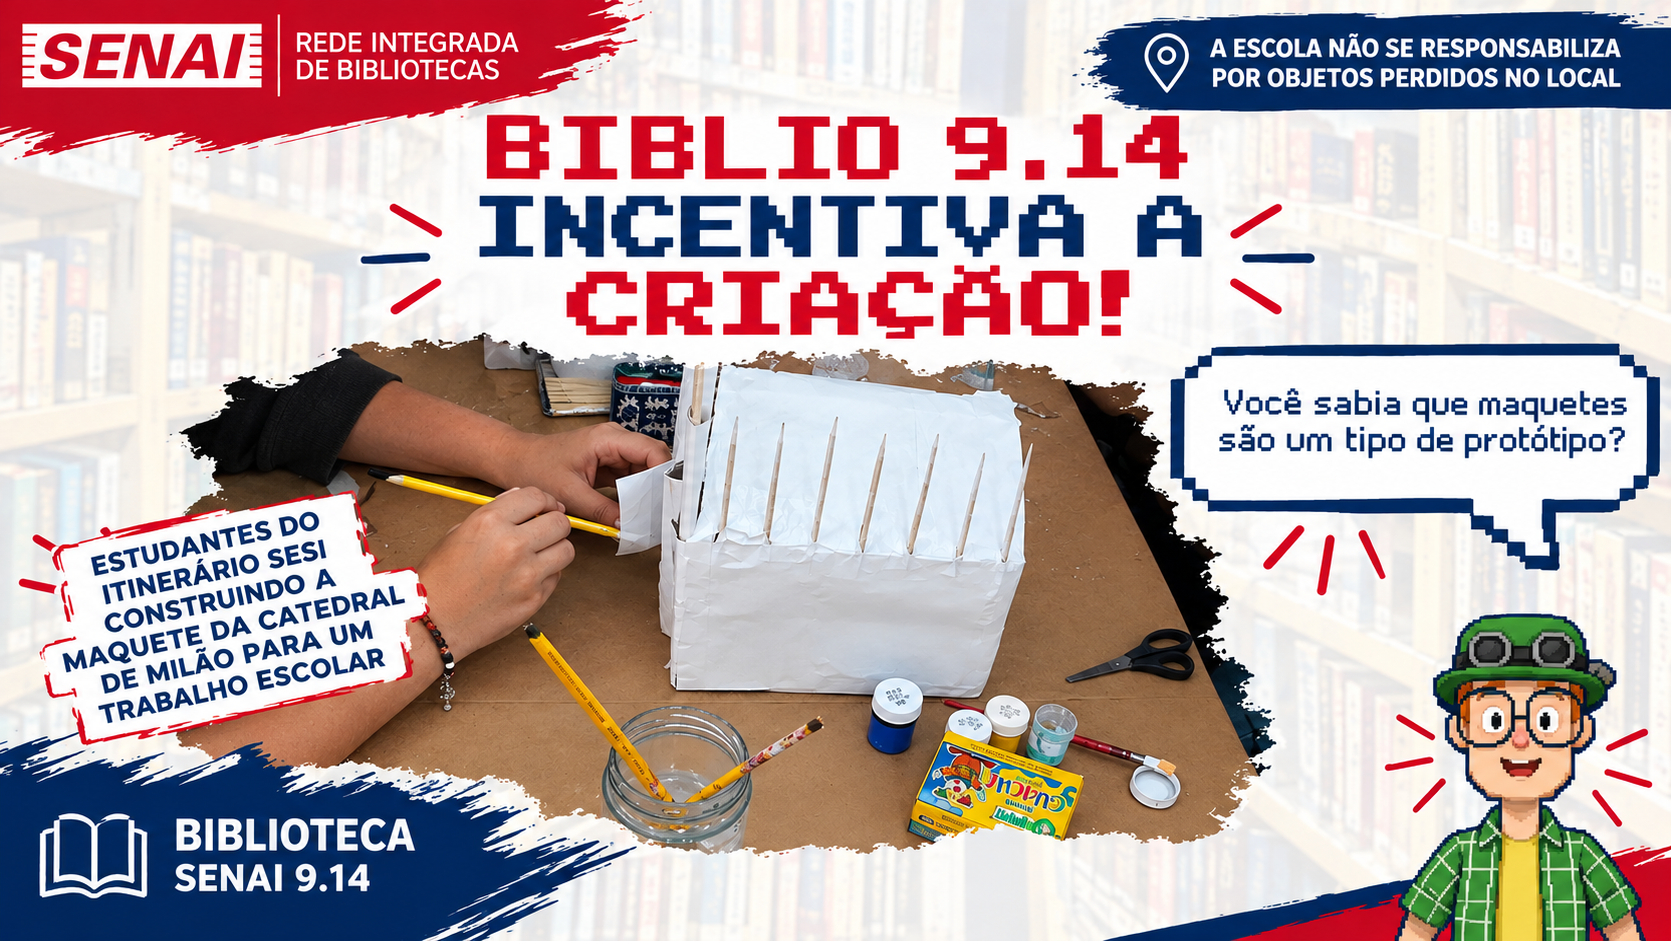 SENAI
REDE INTEGRADA
DE BIBLIOTECAS
A ESCOLA NÃO SE RESPONSABILIZA
POR OBJETOS PERDIDOS NO LOCAL
BIBLIO 9.14
INCENTIVA A
CRIAÇÃO!
Você sabia que maquetes
são um tipo de protótipo?
ESTUDANTES DO
ITINERÁRIO SESI
CONSTRUINDO A
MAQUETE DA CATEDRAL
DE MILÃO PARA UM
TRABALHO ESCOLAR
BIBLIOTECA
SENAI 9.14